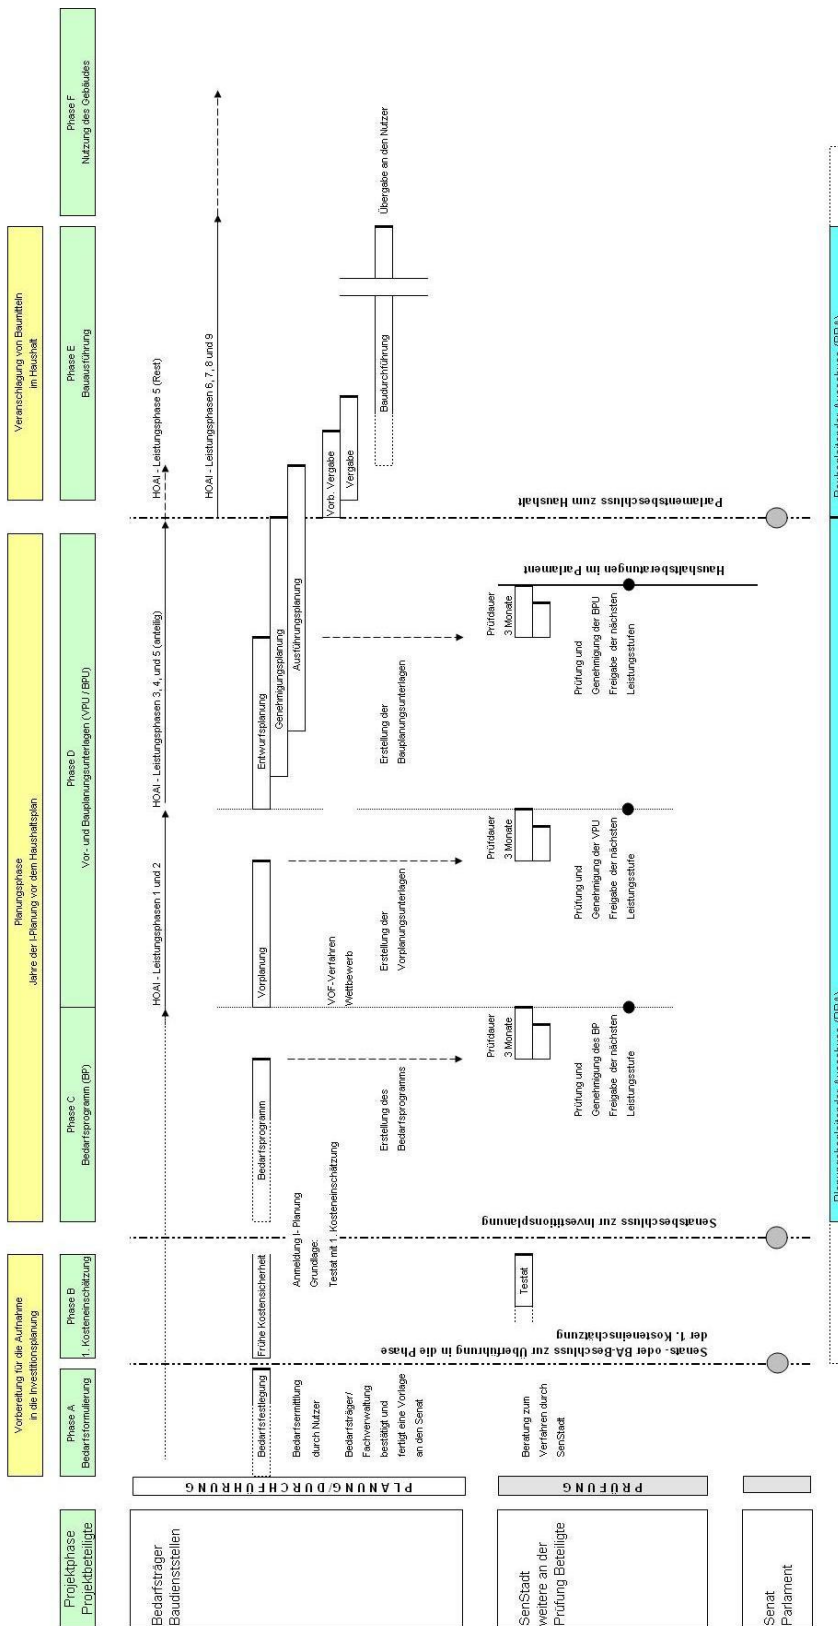 Projektphase
Projektbeteiligte
Vorbereitung für die Aufnahme
in die Investitionsplanung
Planungsphase
Jahre der I-Planung vor dem Haushaltsplan
Veranschlagung von Baumitteln
im Haushalt
Phase A
Bedarfsformulierung
Phase B
1. Kosteneinschätzung
Phase C
Bedarfsprogramm (BP)
Phase D
Vor- und Bauplanungsunterlagen (VPU / BPU)
Phase E
Bauausführung
Phase F
Nutzung des Gebäudes
Bedarfsträger
Baudienststellen
PLANUNG/DURCHFÜHRUNG
HOAI - Leistungsphasen 1 und 2
HOAI - Leistungsphasen 3, 4, und 5 (anteilig)
HOAI - Leistungsphase 5 (Rest)
HOAI - Leistungsphasen 6, 7, 8 und 9
Bedarfsfestlegung
Frühe Kostensicherheit
Bedarfsprogramm
Vorplanung
Entwurfsplanung
Genehmigungsplanung
Ausführungsplanung
Vorb. Vergabe
Vergabe
Baudurchführung
Übergabe an den Nutzer
Bedarfsermittlung
durch Nutzer
Bedarfsträger/
Fachverwaltung
bestätigt und
fertigt eine Vorlage
an den Senat
Anmeldung I- Planung
Grundlage:
Testat mit 1. Kosteneinschätzung
Erstellung des
Bedarfsprogramms
VOF-Verfahren
Wettbewerb
Erstellung der
Vorplanungsunterlagen
Erstellung der
Bauplanungsunterlagen
Senats- oder BA-Beschluss zur Überführung in die Phase
der 1. Kosteneinschätzung
Senatsbeschluss zur Investitionsplanung
Haushaltsberatungen im Parlament
Parlamentsbeschluss zum Haushalt
SenStadt
weitere an der
Prüfung Beteiligte
PRÜFUNG
Beratung zum
Verfahren durch
SenStadt
Testat
Prüfdauer
3 Monate
Prüfung und
Genehmigung des BP
Freigabe der nächsten
Leistungsstufe
Prüfdauer
3 Monate
Prüfung und
Genehmigung der VPU
Freigabe der nächsten
Leistungsstufe
Prüfdauer
3 Monate
Prüfung und
Genehmigung der BPU
Freigabe der nächsten
Leistungsstufen
Senat
Parlament